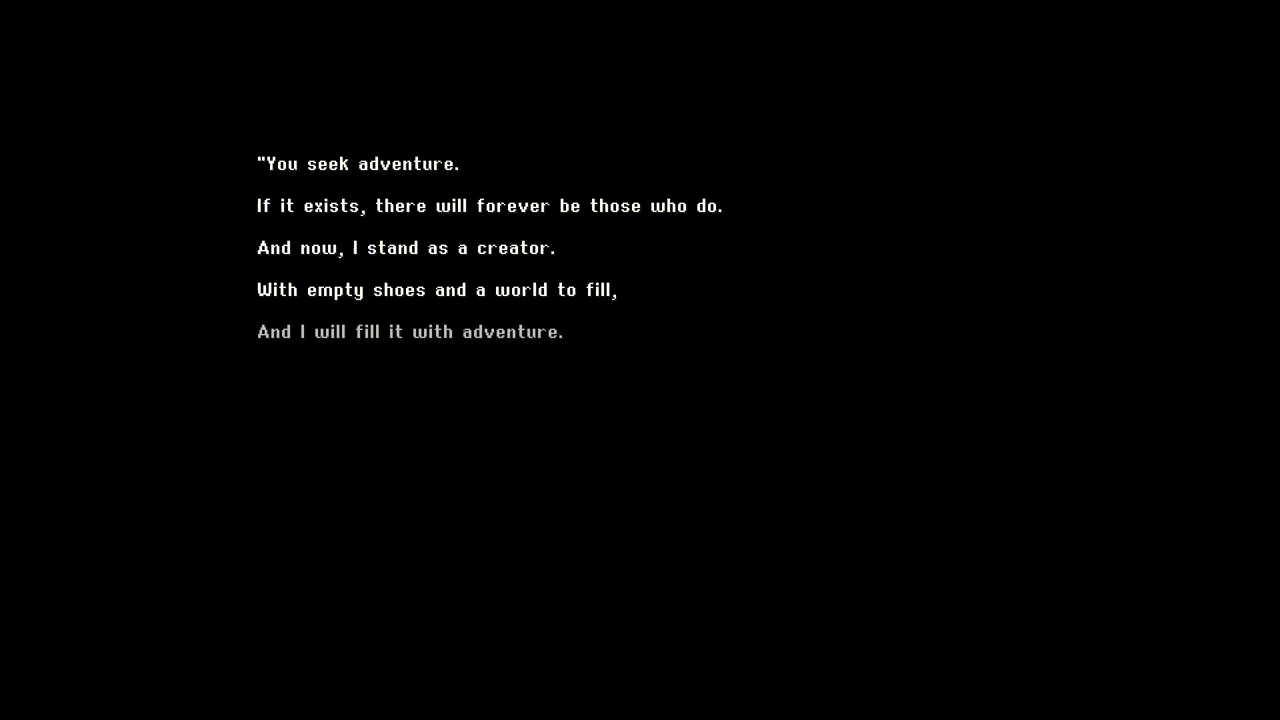 "You seek adventure.
If it exists, there will forever be those who do.
And now, I stand as a creator.
With empty shoes and a world to fill,
And I will fill it with adventure.